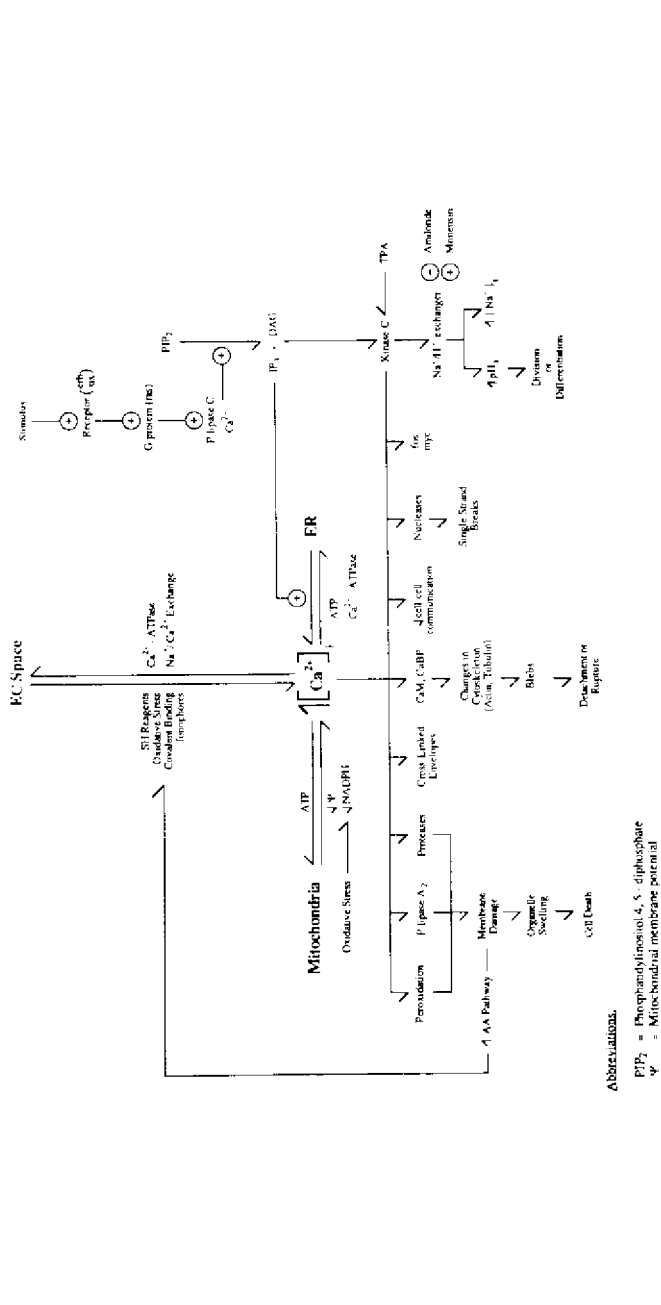 EC Space
Stimulus
Receptor (erb
sis)
G protein (ras)
P lipase C
Ca2+
PIP2
SH Reagents
Oxidative Stress
Covalent Binding
Ionophores
Ca2+ - ATPase
Na+/Ca2+ Exchange
IP3 + DAG
Mitochondria
ATP
↓Ψ
↓NADPH
Oxidative Stress
[Ca2+]i
ER
ATP
Ca2+ - ATPase
Kinase C
TPA
Peroxidation
P lipase A2
Proteases
Cross Linked
Envelopes
CaM, CaBP
↓cell cell
communication
Nucleases
fos
myc
Na+/H+ exchanger
- Amiloride
+ Monensin
AA Pathway
Membrane
Damage
Changes in
Cytoskeleton
[Actin, Tubulin]
Single Strand
Breaks
↑pHi
↑[Na+]i
Organelle
Swelling
Blebs
Division
or
Differentiation
Cell Death
Detachment or
Rupture
Abbreviations.
PIP2 = Phosphatidylinositol 4, 5 - diphosphate
Ψ = Mitochondrial membrane potential